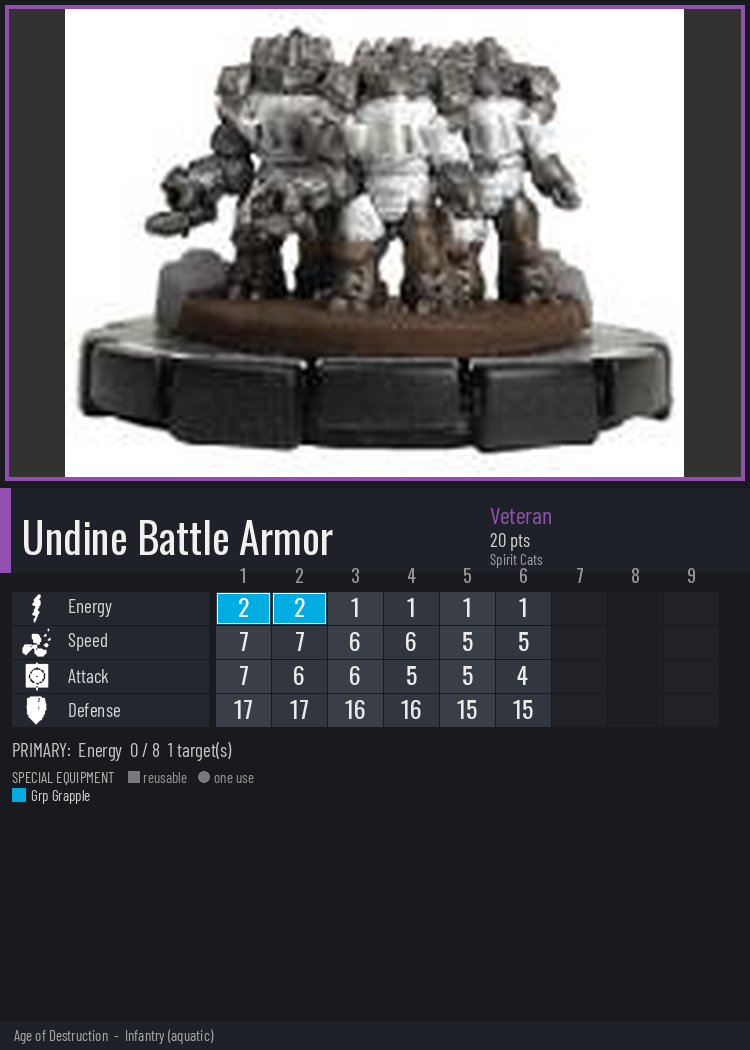 Undine Battle Armor
Veteran
20 pts
Spirit Cats
1 2 3 4 5 6 7 8 9
Energy 2 2 1 1 1 1
Speed 7 7 6 6 5 5
Attack 7 6 6 5 5 4
Defense 17 17 16 16 15 15
PRIMARY: Energy 0 / 8 1 target(s)
SPECIAL EQUIPMENT reusable one use
Grp Grapple
Age of Destruction - Infantry (aquatic)